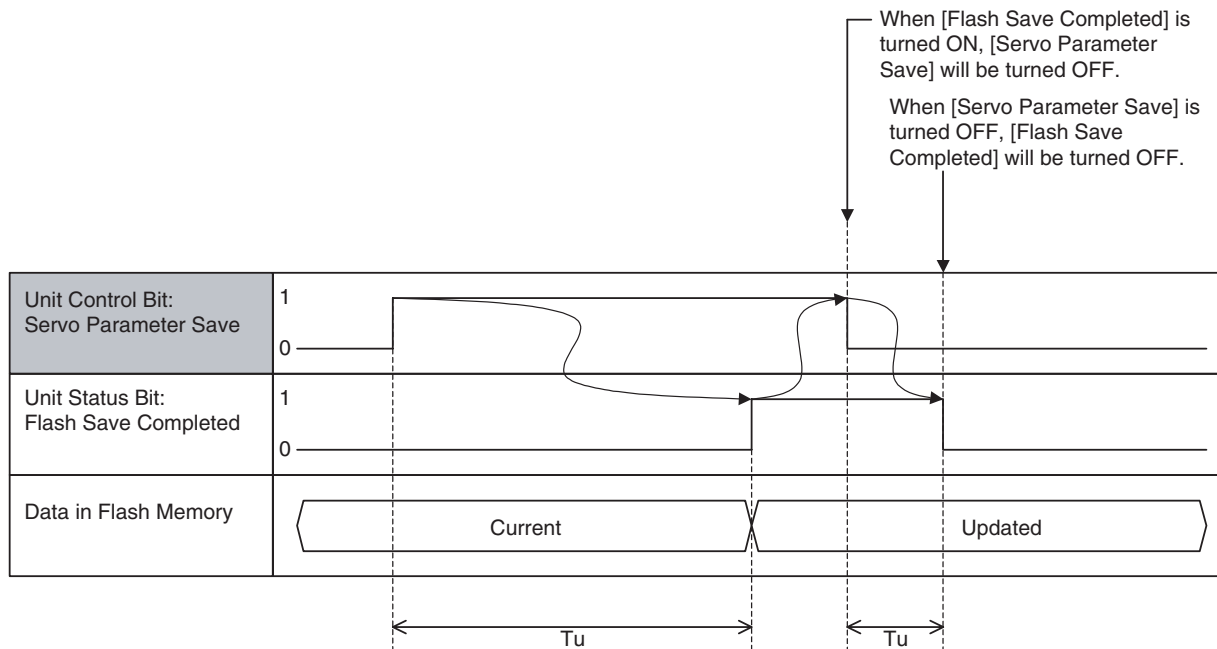 When [Flash Save Completed] is
turned ON, [Servo Parameter
Save] will be turned OFF.
When [Servo Parameter Save] is
turned OFF, [Flash Save
Completed] will be turned OFF.
Unit Control Bit:
Servo Parameter Save
1
0
Unit Status Bit:
Flash Save Completed
1
0
Data in Flash Memory
Current
Updated
Tu
Tu